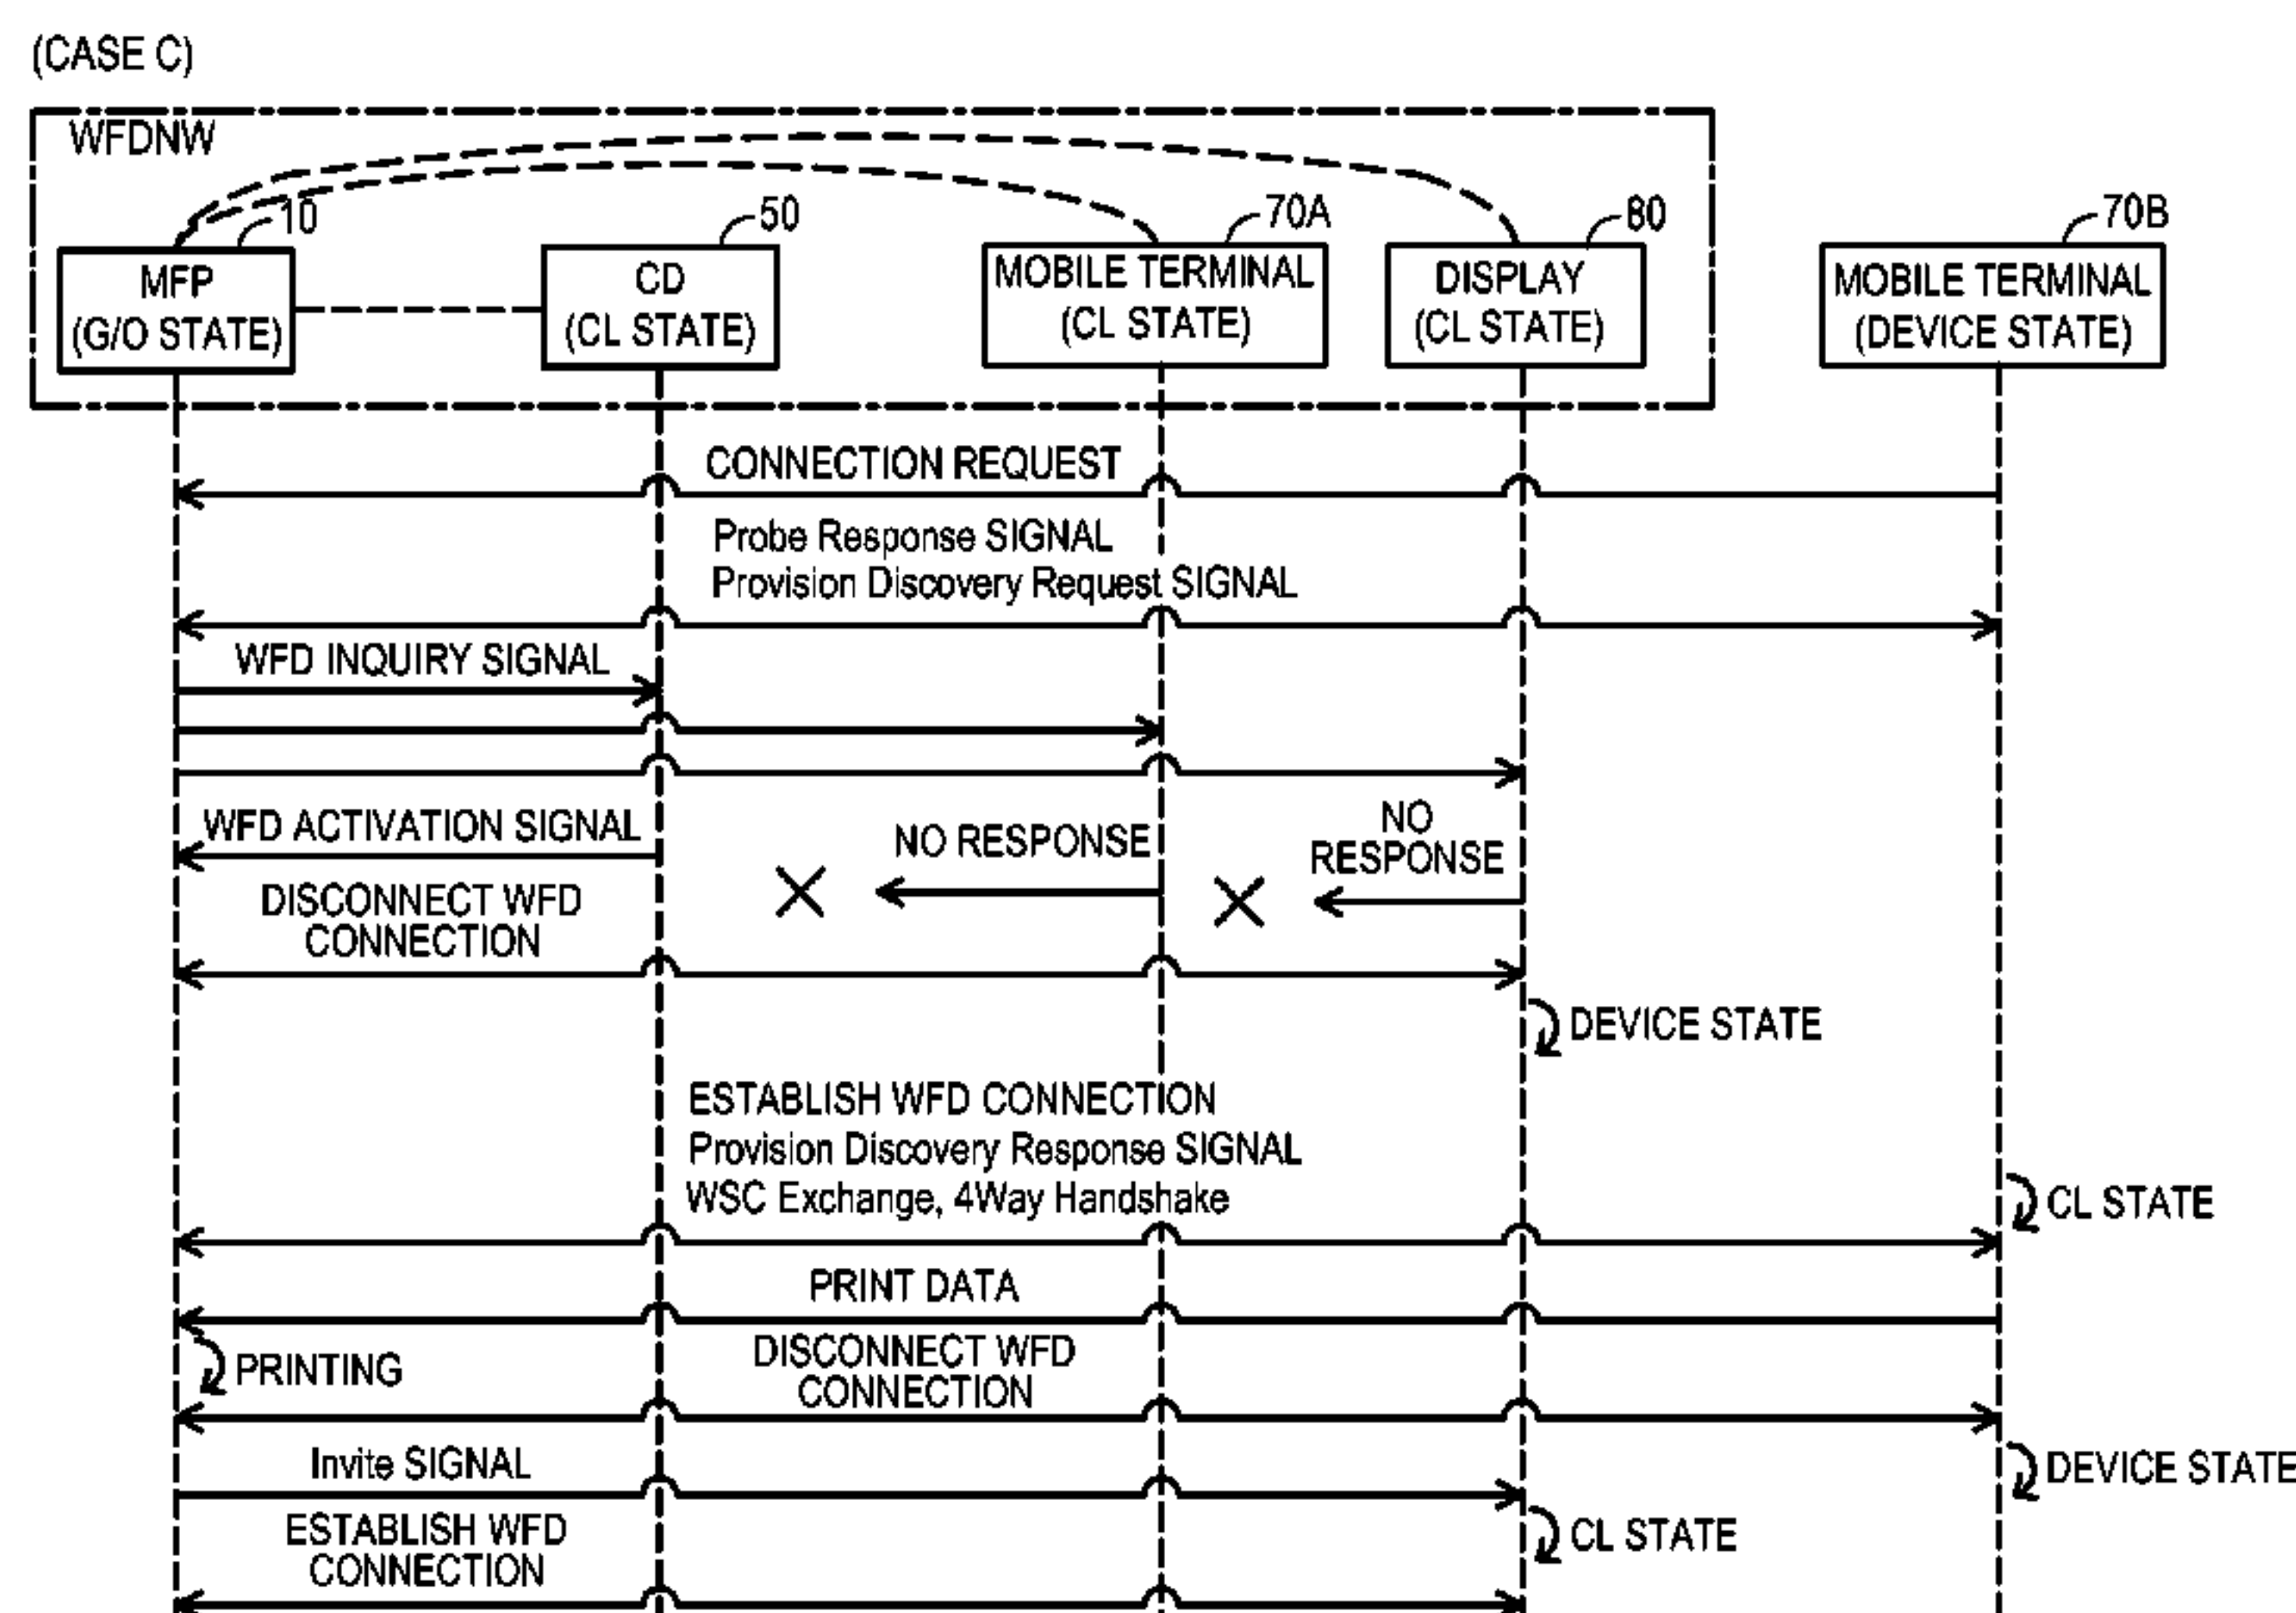 (CASE C)
WFDNW
10
50
70A
80
70B
MFP
(G/O STATE)
CD
(CL STATE)
MOBILE TERMINAL
(CL STATE)
DISPLAY
(CL STATE)
MOBILE TERMINAL
(DEVICE STATE)
CONNECTION REQUEST
Probe Response SIGNAL
Provision Discovery Request SIGNAL
WFD INQUIRY SIGNAL
WFD ACTIVATION SIGNAL
NO RESPONSE
NO
RESPONSE
DISCONNECT WFD
CONNECTION
DEVICE STATE
ESTABLISH WFD CONNECTION
Provision Discovery Response SIGNAL
WSC Exchange, 4Way Handshake
CL STATE
PRINT DATA
PRINTING
DISCONNECT WFD
CONNECTION
Invite SIGNAL
DEVICE STATE
CL STATE
ESTABLISH WFD
CONNECTION